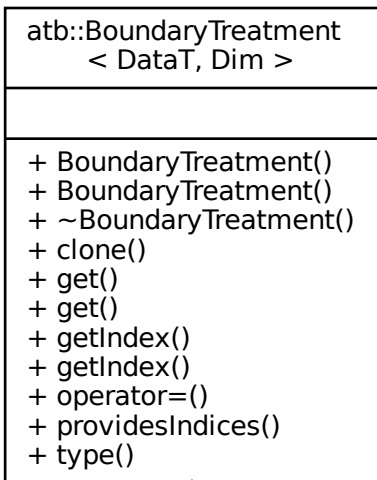 atb::BoundaryTreatment
< DataT, Dim >
+ BoundaryTreatment()
+ BoundaryTreatment()
+ ~BoundaryTreatment()
+ clone()
+ get()
+ get()
+ getIndex()
+ getIndex()
+ operator=()
+ providesIndices()
+ type()